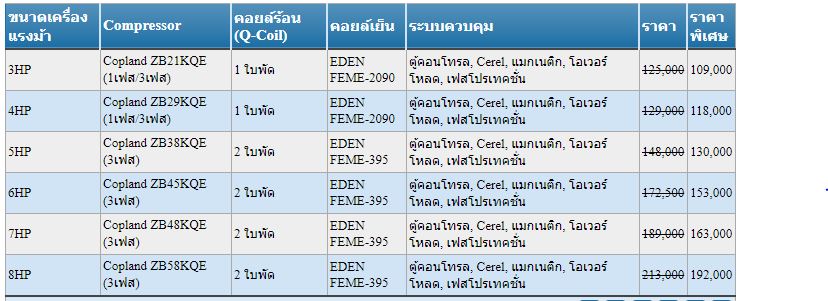 ขนาดเครื่อง แรงม้า | Compressor | คอยล์ร้อน (Q-Coil) | คอยล์เย็น | ระบบควบคุม | ราคา | ราคา พิเศษ
3HP | Copland ZB21KQE (1เฟส/3เฟส) | 1 ใบพัด | EDEN FEME-2090 | ตู้คอนโทรล, Cerel, แมกเนติก, โอเวอร์ โหลด, เฟสโปรเทคชั่น | 125,000 | 109,000
4HP | Copland ZB29KQE (1เฟส/3เฟส) | 1 ใบพัด | EDEN FEME-2090 | ตู้คอนโทรล, Cerel, แมกเนติก, โอเวอร์ โหลด, เฟสโปรเทคชั่น | 129,000 | 118,000
5HP | Copland ZB38KQE (3เฟส) | 2 ใบพัด | EDEN FEME-395 | ตู้คอนโทรล, Cerel, แมกเนติก, โอเวอร์ โหลด, เฟสโปรเทคชั่น | 148,000 | 130,000
6HP | Copland ZB45KQE (3เฟส) | 2 ใบพัด | EDEN FEME-395 | ตู้คอนโทรล, Cerel, แมกเนติก, โอเวอร์ โหลด, เฟสโปรเทคชั่น | 172,500 | 153,000
7HP | Copland ZB48KQE (3เฟส) | 2 ใบพัด | EDEN FEME-395 | ตู้คอนโทรล, Cerel, แมกเนติก, โอเวอร์ โหลด, เฟสโปรเทคชั่น | 189,000 | 163,000
8HP | Copland ZB58KQE (3เฟส) | 2 ใบพัด | EDEN FEME-395 | ตู้คอนโทรล, Cerel, แมกเนติก, โอเวอร์ โหลด, เฟสโปรเทคชั่น | 213,000 | 192,000